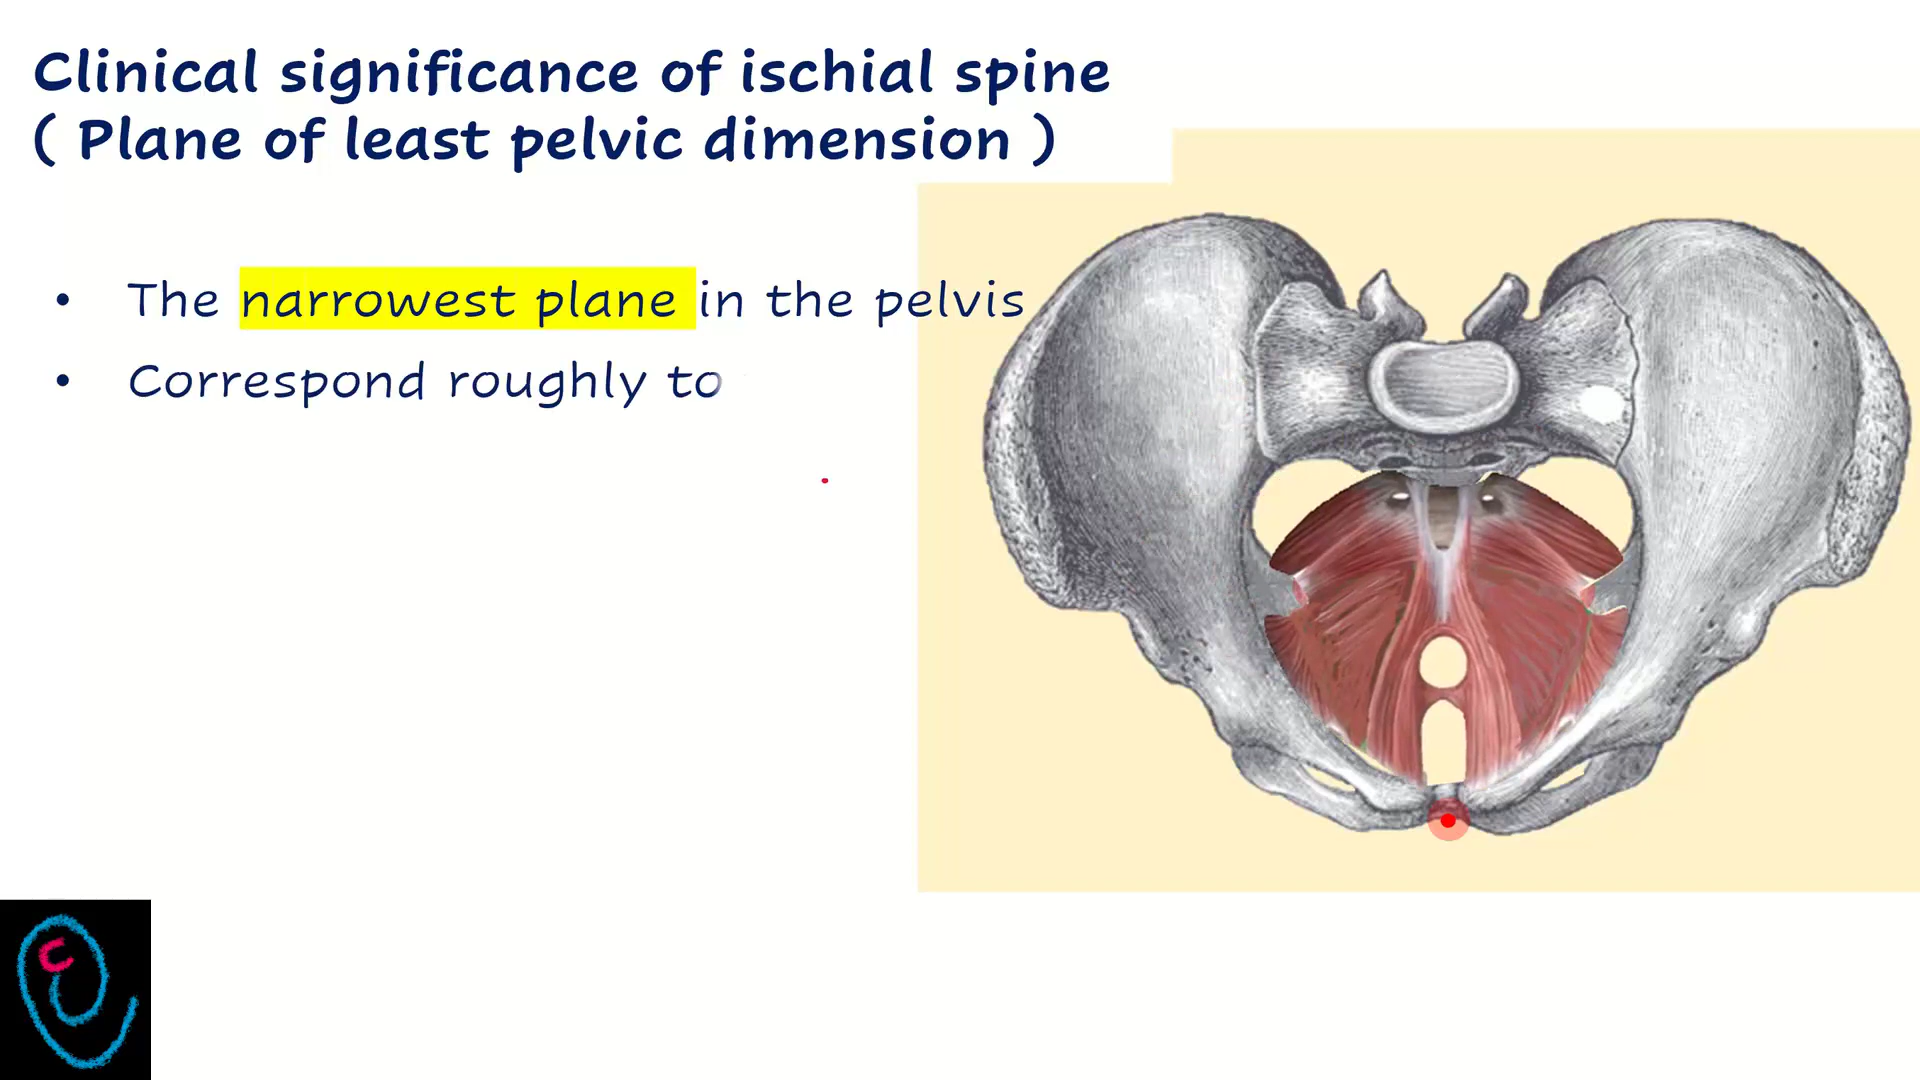 Clinical significance of ischial spine
( Plane of least pelvic dimension )
• The narrowest plane in the pelvis
• Correspond roughly to